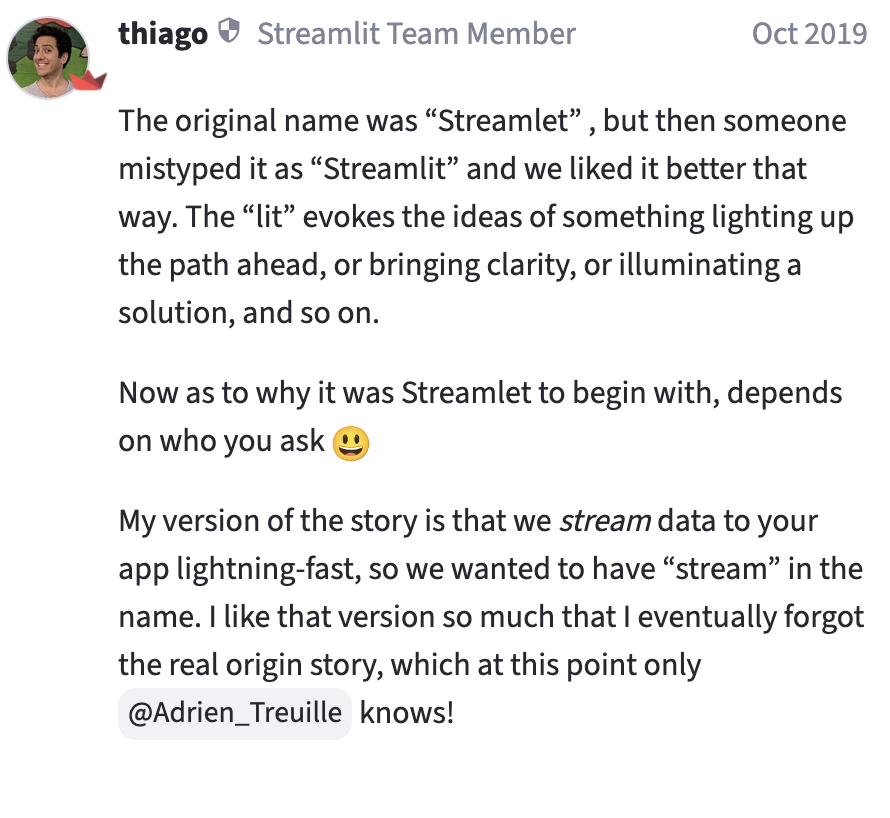 thiago Streamlit Team Member Oct 2019
The original name was “Streamlet” , but then someone
mistyped it as “Streamlit” and we liked it better that
way. The “lit” evokes the ideas of something lighting up
the path ahead, or bringing clarity, or illuminating a
solution, and so on.
Now as to why it was Streamlet to begin with, depends
on who you ask 😃
My version of the story is that we stream data to your
app lightning-fast, so we wanted to have “stream” in the
name. I like that version so much that I eventually forgot
the real origin story, which at this point only
@Adrien_Treuille knows!